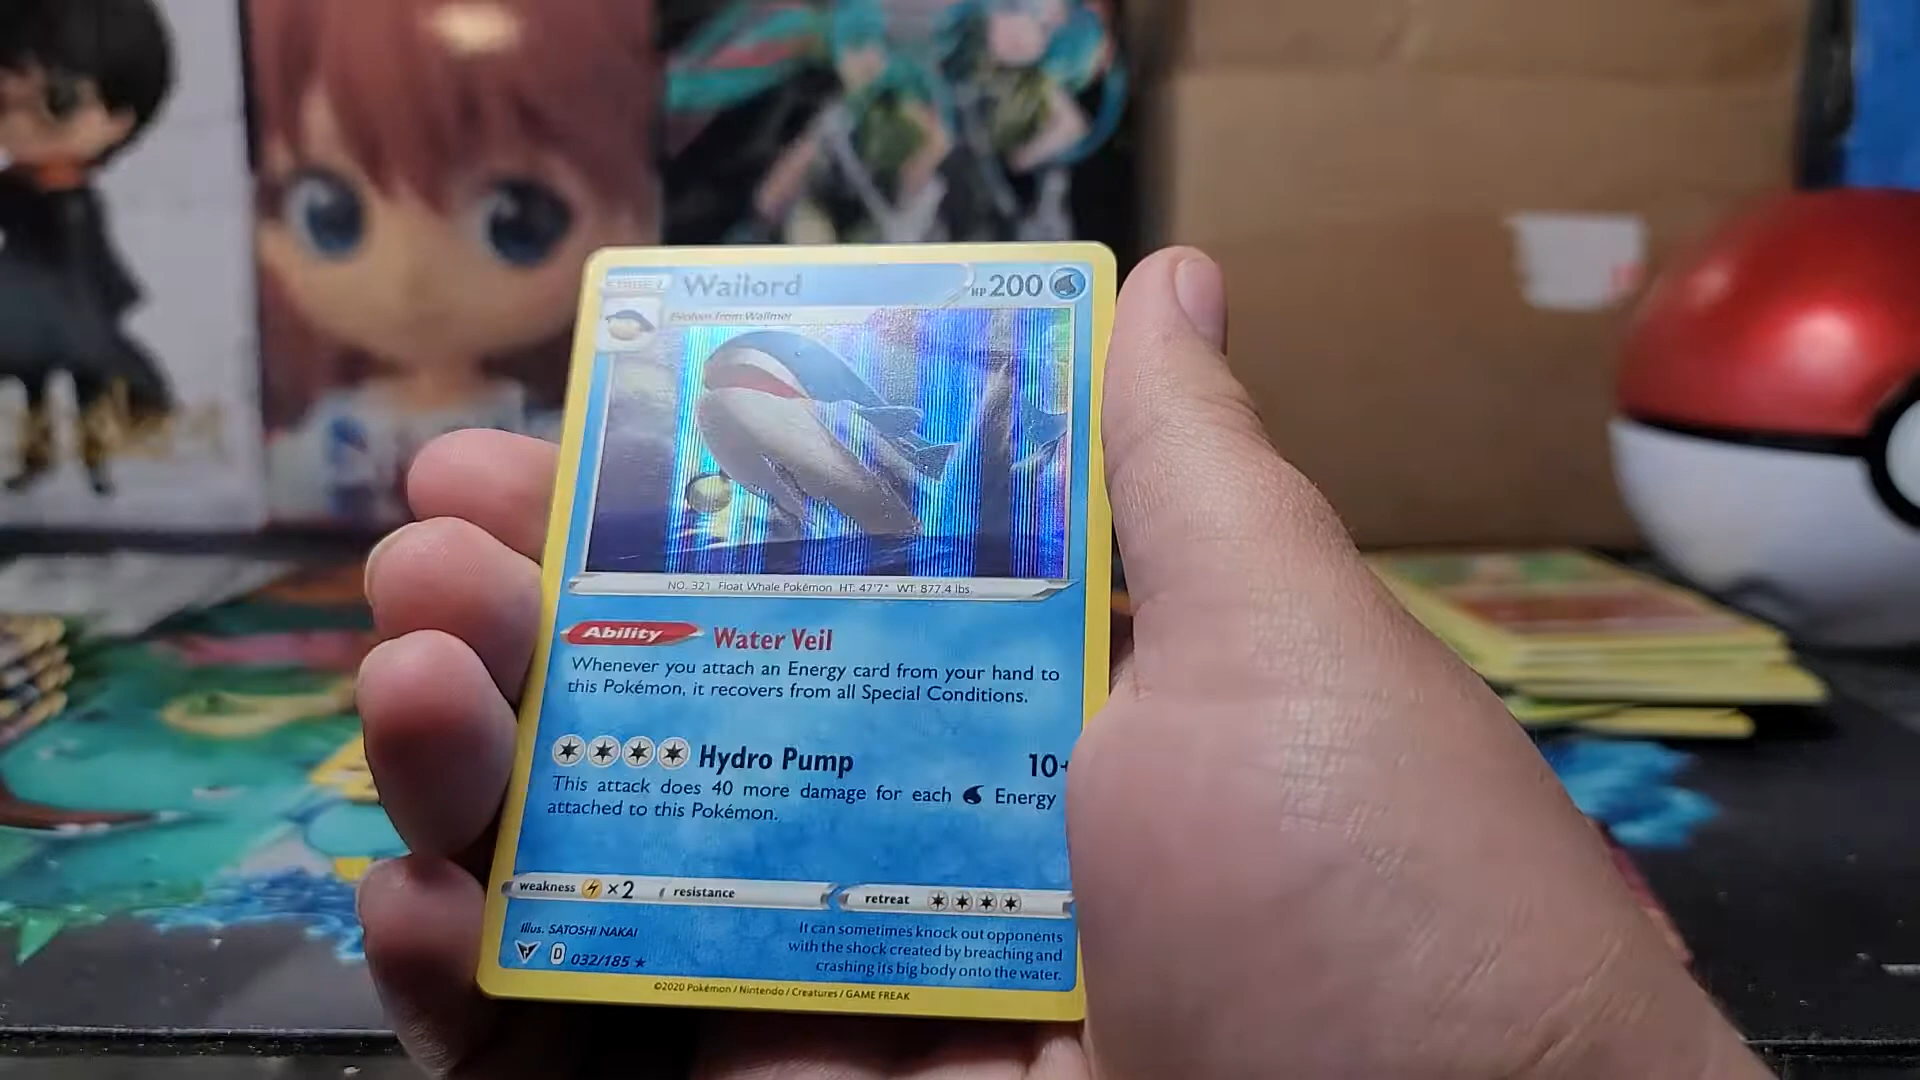 STAGE 1 Wailord HP 200
Evolves from Wailmer
NO. 321 Float Whale Pokémon HT: 47'7" WT: 877.4 lbs.
Ability Water Veil
Whenever you attach an Energy card from your hand to
this Pokémon, it recovers from all Special Conditions.
Hydro Pump 10+
This attack does 40 more damage for each Energy
attached to this Pokémon.
weakness ×2 resistance retreat
Illus. SATOSHI NAKAI
D 032/185 ★
It can sometimes knock out opponents
with the shock created by breaching and
crashing its big body onto the water.
©2020 Pokémon / Nintendo / Creatures / GAME FREAK